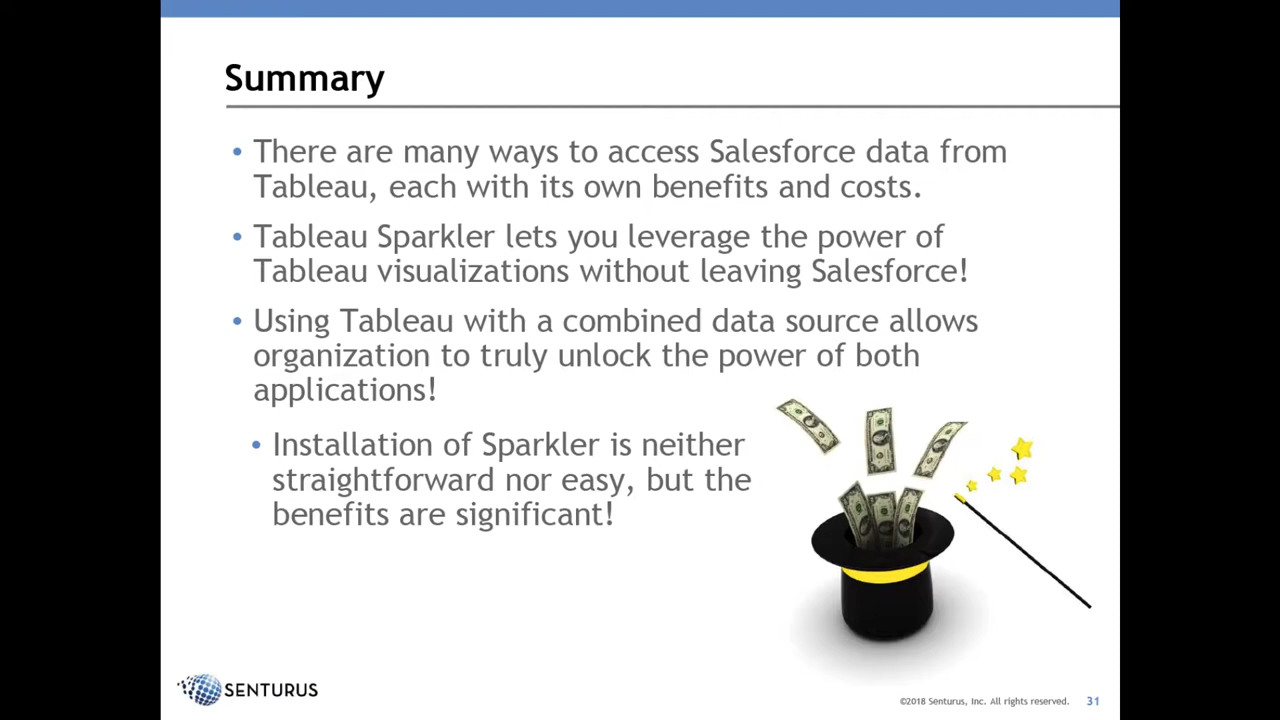 Summary
• There are many ways to access Salesforce data from
Tableau, each with its own benefits and costs.
• Tableau Sparkler lets you leverage the power of
Tableau visualizations without leaving Salesforce!
• Using Tableau with a combined data source allows
organization to truly unlock the power of both
applications!
• Installation of Sparkler is neither
straightforward nor easy, but the
benefits are significant!
SENTURUS
©2018 Senturus, Inc. All rights reserved. 31